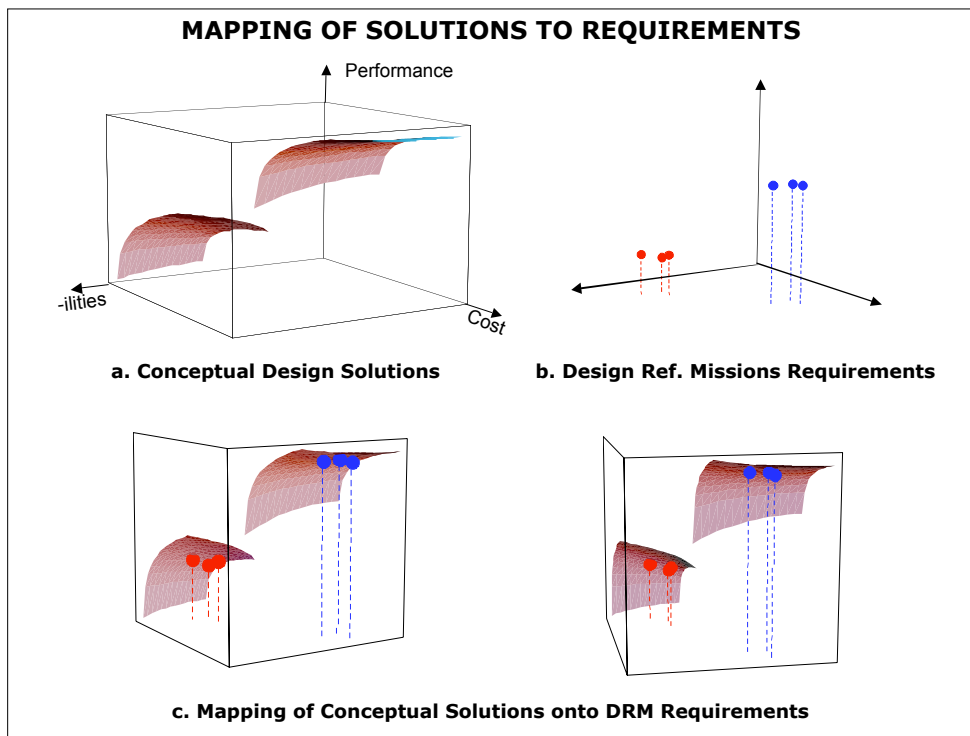 MAPPING OF SOLUTIONS TO REQUIREMENTS
Performance
-ilities
Cost
a. Conceptual Design Solutions
b. Design Ref. Missions Requirements
c. Mapping of Conceptual Solutions onto DRM Requirements